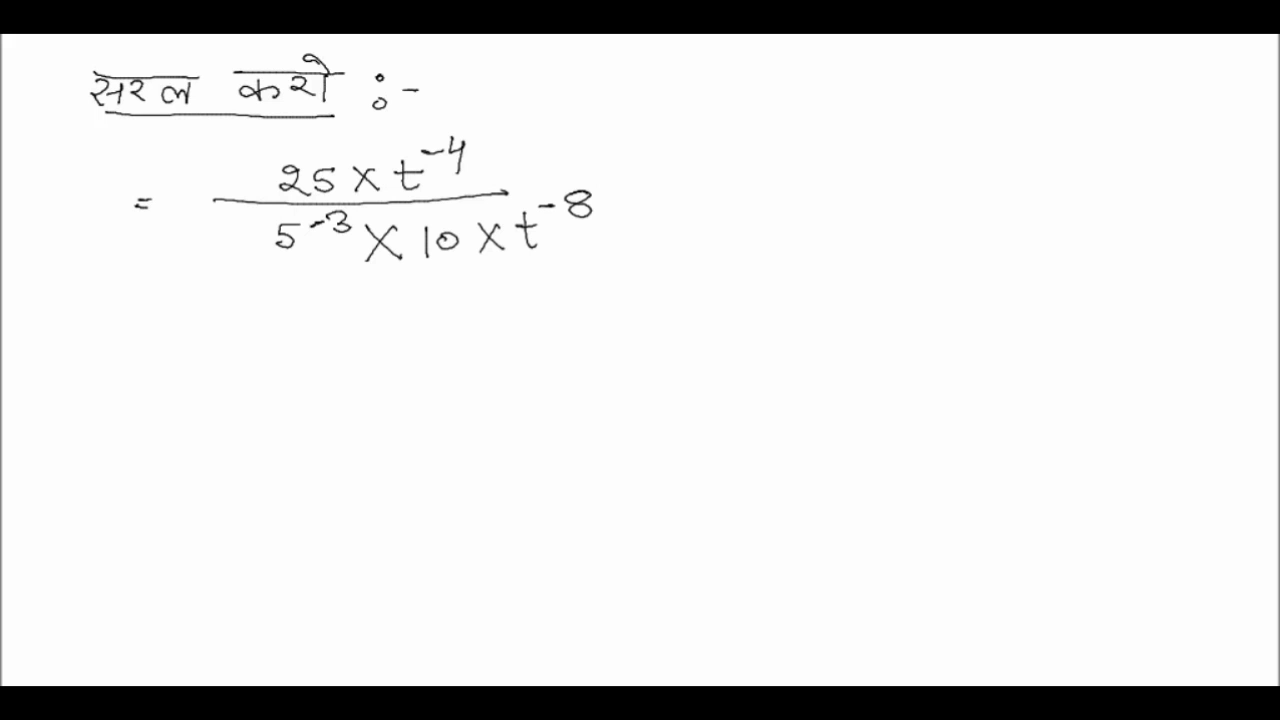 सरल करो :-
= 25 × t⁻⁴
5⁻³ × 10 × t⁻⁸